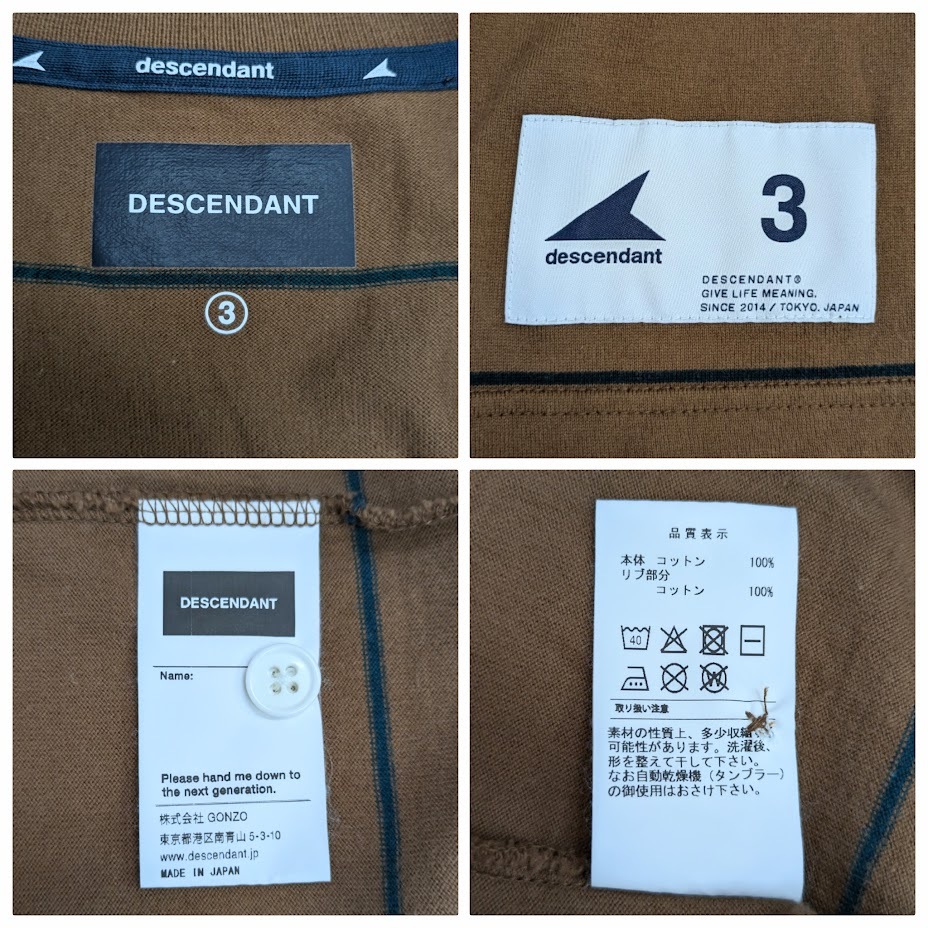 descendant
DESCENDANT
3
descendant
3
DESCENDANT®
GIVE LIFE MEANING.
SINCE 2014 / TOKYO. JAPAN
DESCENDANT
Name:
Please hand me down to
the next generation.
株式会社 GONZO
東京都港区南青山 5-3-10
www.descendant.jp
MADE IN JAPAN
品質表示
本体 コットン 100%
リブ部分
コットン 100%
40
W
取り扱い注意
素材の性質上、多少収
可能性があります。洗濯後、
形を整えて干して下さい。
なお自動乾燥機（タンブラー）
の御使用はおさけ下さい。